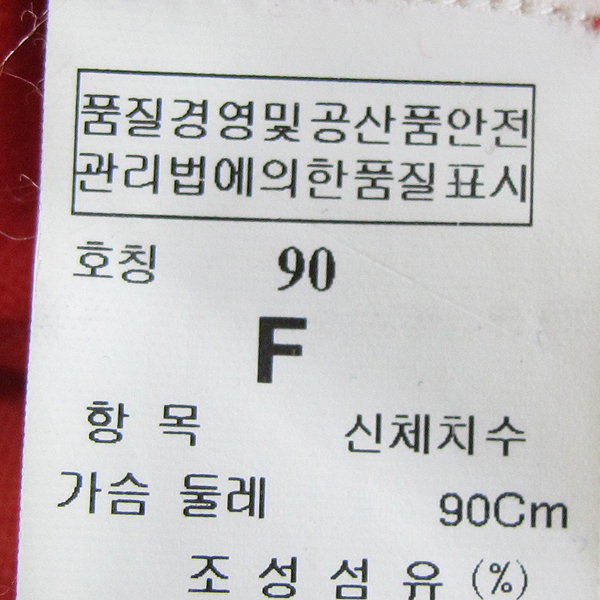 품질경영및공산품안전
관리법에의한품질표시
호칭 90
F
항 목 신체치수
가슴 둘레 90Cm
조 성 섬 유 (%)